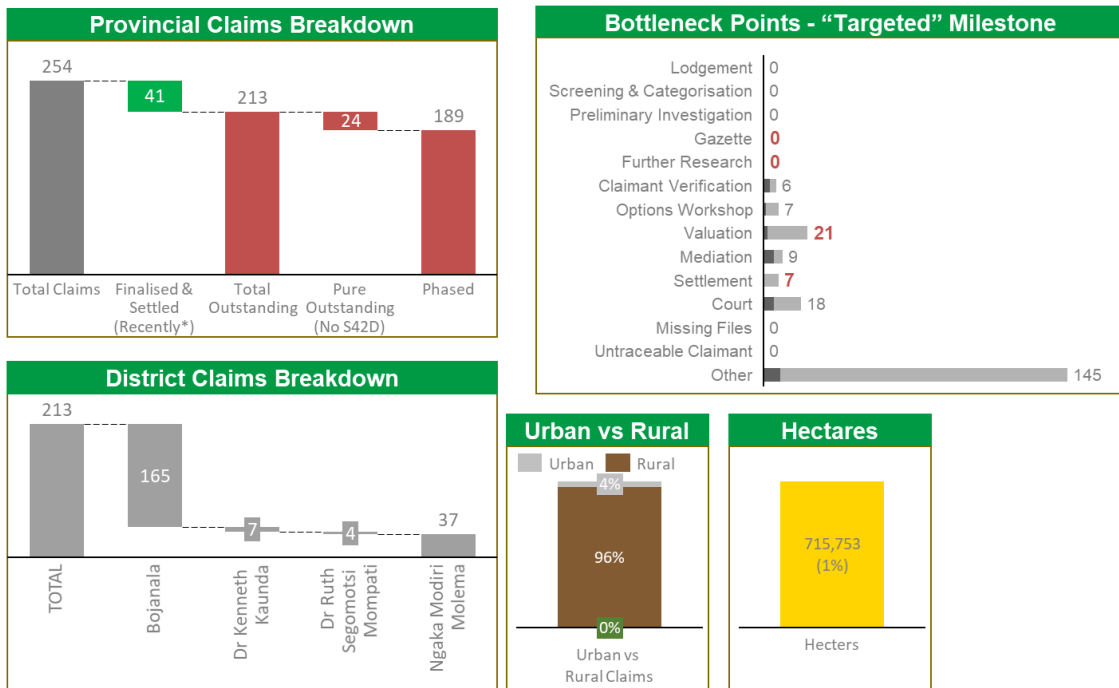 Provincial Claims Breakdown
254
41
213
24
189
Total Claims
Finalised &
Settled
(Recently*)
Total
Outstanding
Pure
Outstanding
(No S42D)
Phased
Bottleneck Points - “Targeted” Milestone
Lodgement 0
Screening & Categorisation 0
Preliminary Investigation 0
Gazette 0
Further Research 0
Claimant Verification 6
Options Workshop 7
Valuation 21
Mediation 9
Settlement 7
Court 18
Missing Files 0
Untraceable Claimant 0
Other 145
District Claims Breakdown
213
165
7
4
37
TOTAL
Bojanala
Dr Kenneth
Kaunda
Dr Ruth
Segomotsi
Mompati
Ngaka Modiri
Molema
Urban vs Rural
Urban Rural
4%
96%
0%
Urban vs
Rural Claims
Hectares
715,753
(1%)
Hecters